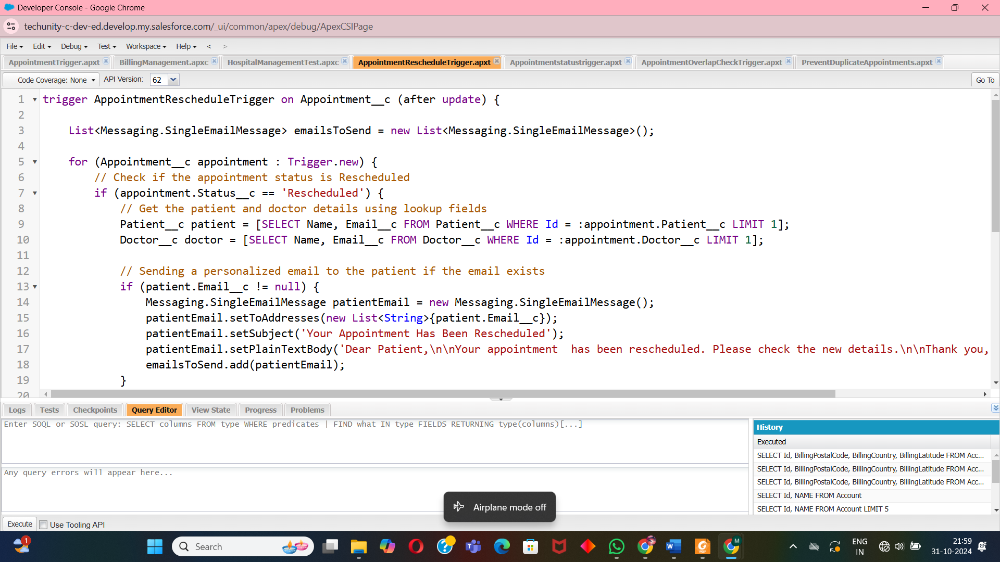 Developer Console - Google Chrome
techunity-c-dev-ed.develop.my.salesforce.com/_ui/common/apex/debug/ApexCSIPage
File Edit Debug Test Workspace Help < >
AppointmentTrigger.apxt BillingManagement.apxc HospitalManagementTest.apxc AppointmentRescheduleTrigger.apxt Appointmentstatustrigger.apxt AppointmentOverlapCheckTrigger.apxt PreventDuplicateAppointments.apxt
Code Coverage: None API Version: 62 Go To
1 trigger AppointmentRescheduleTrigger on Appointment__c (after update) {
2
3 List<Messaging.SingleEmailMessage> emailsToSend = new List<Messaging.SingleEmailMessage>();
4
5 for (Appointment__c appointment : Trigger.new) {
6 // Check if the appointment status is Rescheduled
7 if (appointment.Status__c == 'Rescheduled') {
8 // Get the patient and doctor details using lookup fields
9 Patient__c patient = [SELECT Name, Email__c FROM Patient__c WHERE Id = :appointment.Patient__c LIMIT 1];
10 Doctor__c doctor = [SELECT Name, Email__c FROM Doctor__c WHERE Id = :appointment.Doctor__c LIMIT 1];
11
12 // Sending a personalized email to the patient if the email exists
13 if (patient.Email__c != null) {
14 Messaging.SingleEmailMessage patientEmail = new Messaging.SingleEmailMessage();
15 patientEmail.setToAddresses(new List<String>{patient.Email__c});
16 patientEmail.setSubject('Your Appointment Has Been Rescheduled');
17 patientEmail.setPlainTextBody('Dear Patient,\n\nYour appointment  has been rescheduled. Please check the new details.\n\nThank you,
18 emailsToSend.add(patientEmail);
19 }
20
Logs Tests Checkpoints Query Editor View State Progress Problems
Enter SOQL or SOSL query: SELECT columns FROM type WHERE predicates | FIND what IN type FIELDS RETURNING type(columns)[...]
Any query errors will appear here...
History
Executed
SELECT Id, BillingPostalCode, BillingCountry, BillingLatitude FROM Acc...
SELECT Id, BillingPostalCode, BillingCountry, BillingLatitude FROM Acc...
SELECT Id, BillingPostalCode, BillingCountry, BillingLatitude FROM Acc...
SELECT Id, NAME FROM Account
SELECT Id, NAME FROM Account LIMIT 5
Airplane mode off
Execute Use Tooling API
1
Search
ENG
IN
21:59
31-10-2024